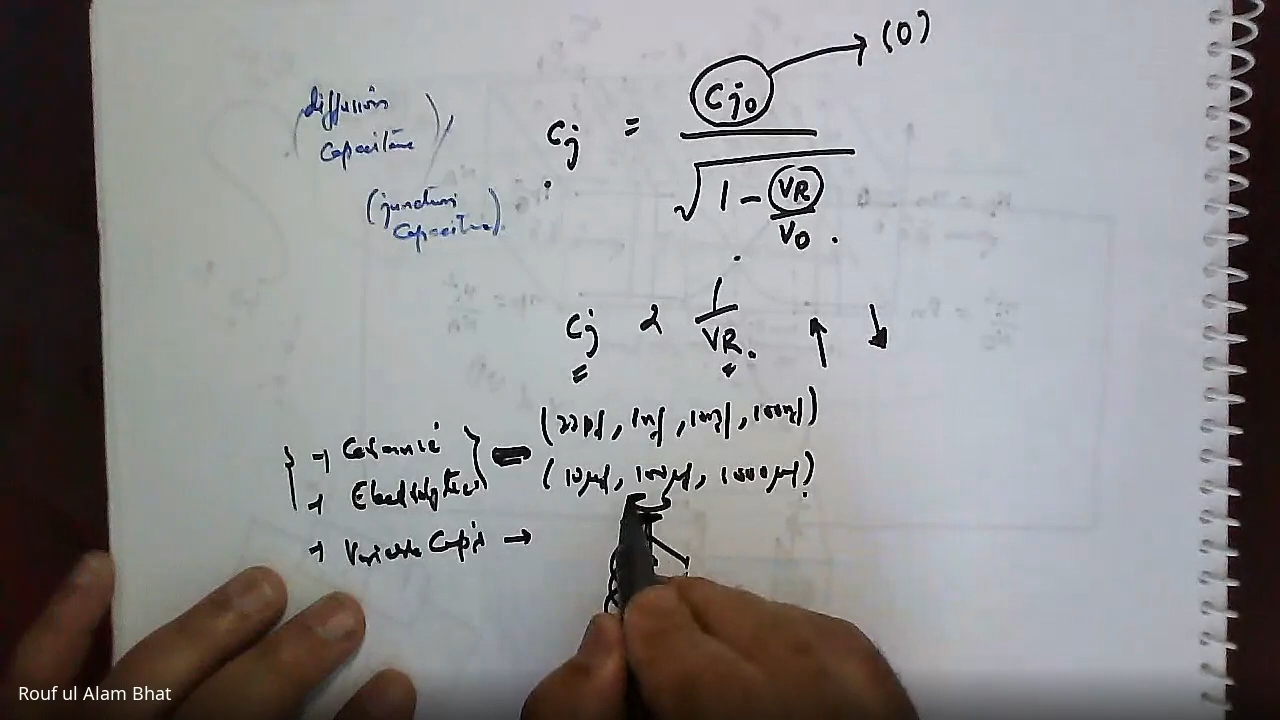 diffusion
capacitance
(junction
capacitance).
Cj = Cj0 / √1 - VR/V0 .
→ (0)
Cj α 1/VR. ↑ ↓
→ Ceramic
→ Electrolytic
(22pf, 1nf, 10nf, 100nf)
(10μf, 100μf, 1000μf)
→ Variable →
Rouf ul Alam Bhat